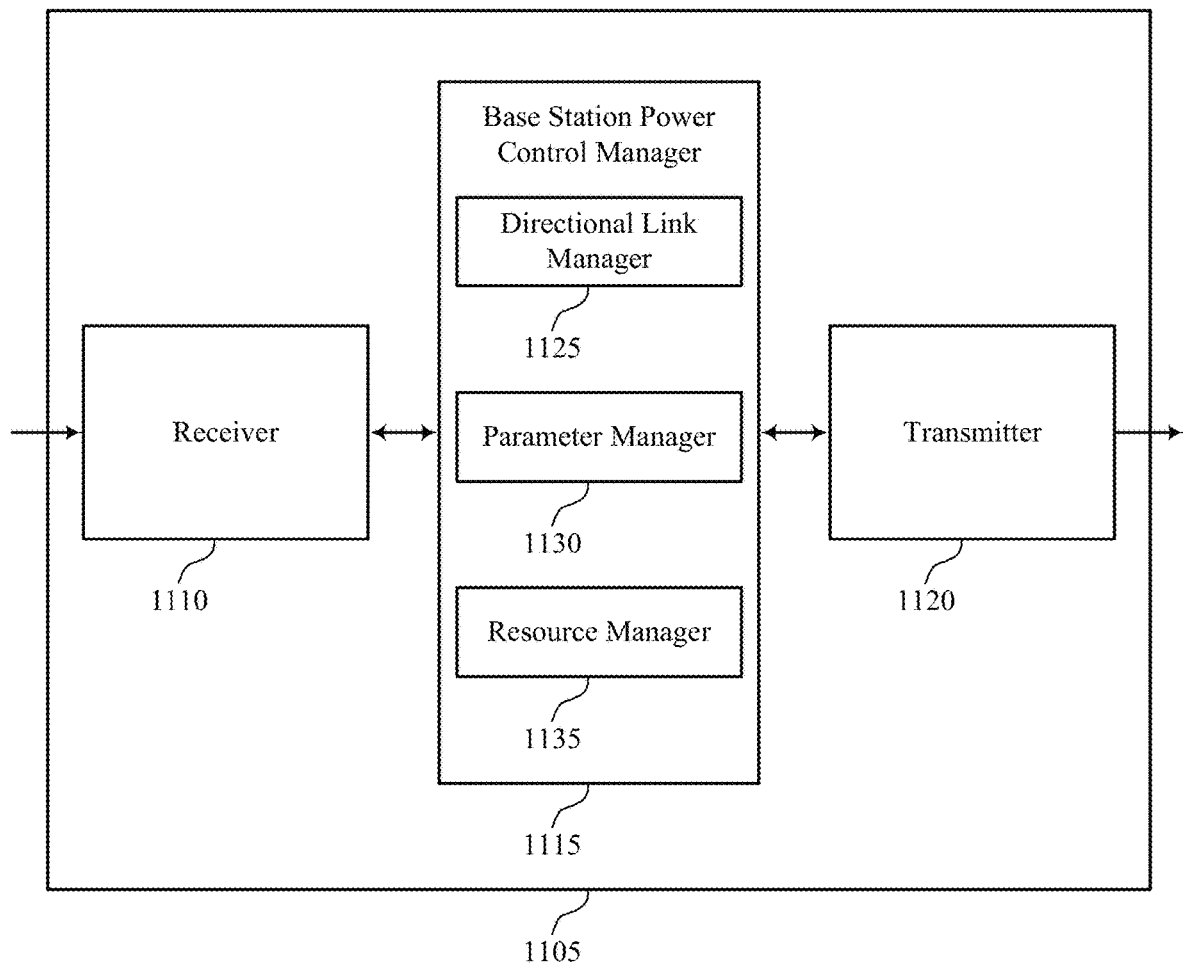 Base Station Power
Control Manager
Directional Link
Manager
1125
Receiver
Parameter Manager
Transmitter
1130
1110
1120
Resource Manager
1135
1115
1105